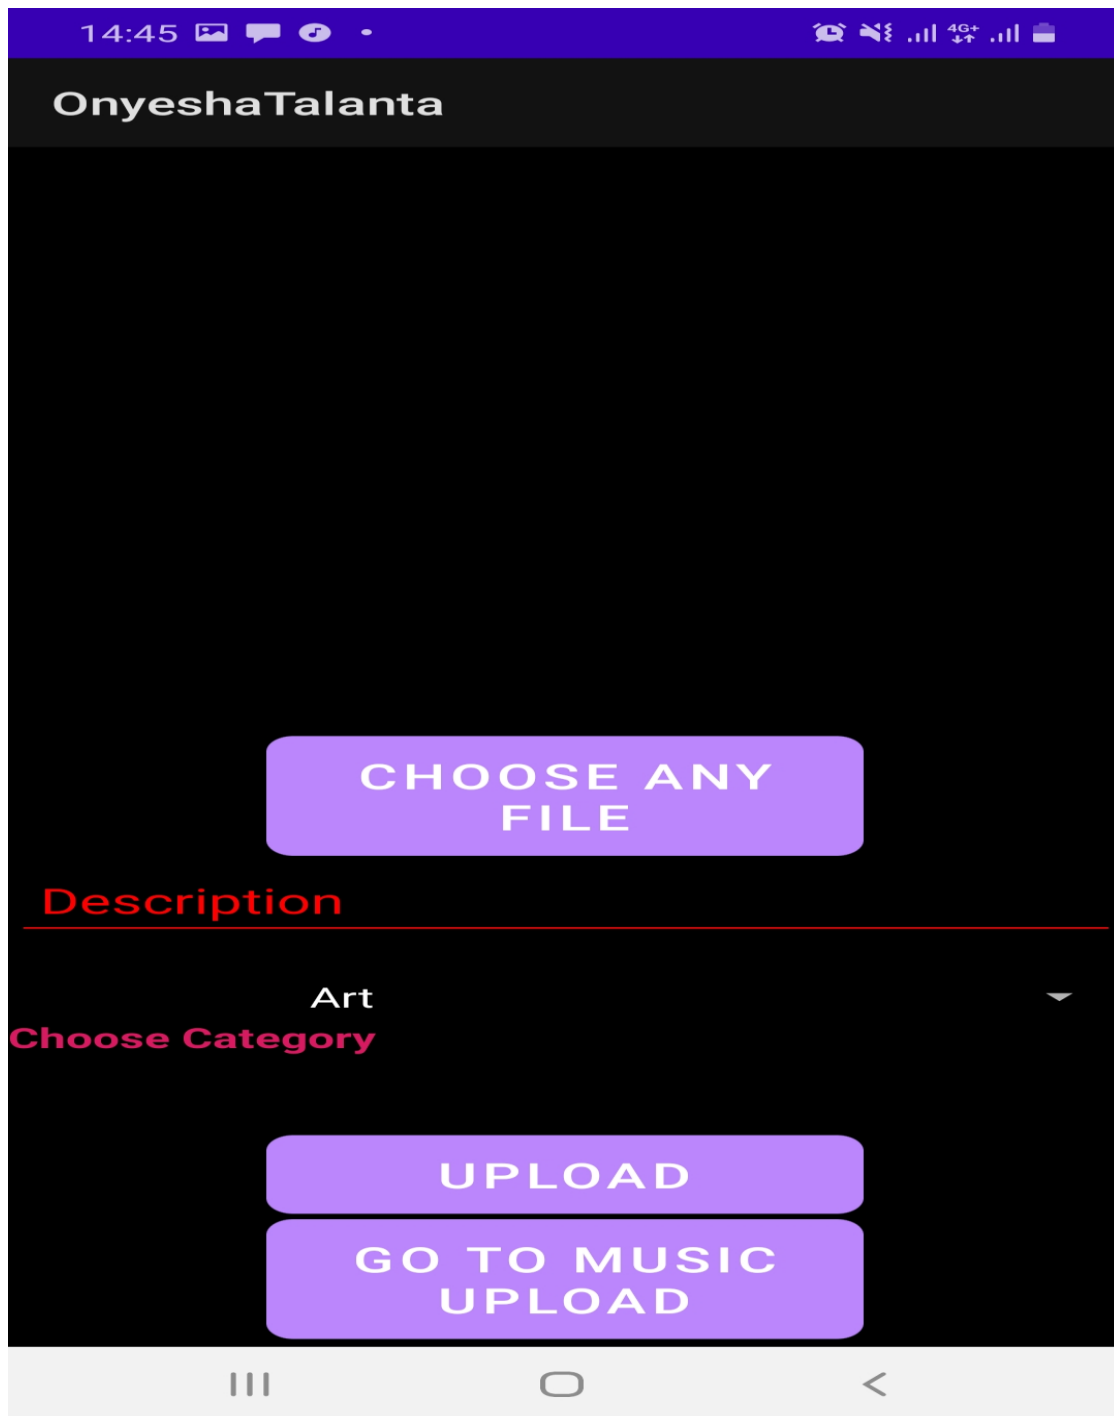 14:45
4G+
OnyeshaTalanta
CHOOSE ANY
FILE
Description
Art
Choose Category
UPLOAD
GO TO MUSIC
UPLOAD